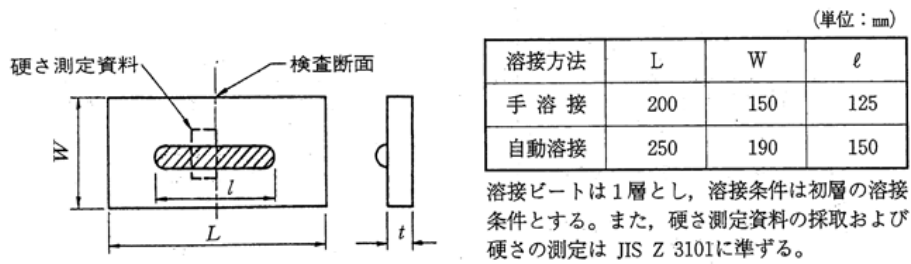 硬さ測定資料
検査断面
W
l
L
t
(単位：㎜)
溶接方法 L W ℓ
手溶接 200 150 125
自動溶接 250 190 150
溶接ビートは1層とし，溶接条件は初層の溶接
条件とする。また，硬さ測定資料の採取および
硬さの測定は JIS Z 3101に準ずる。